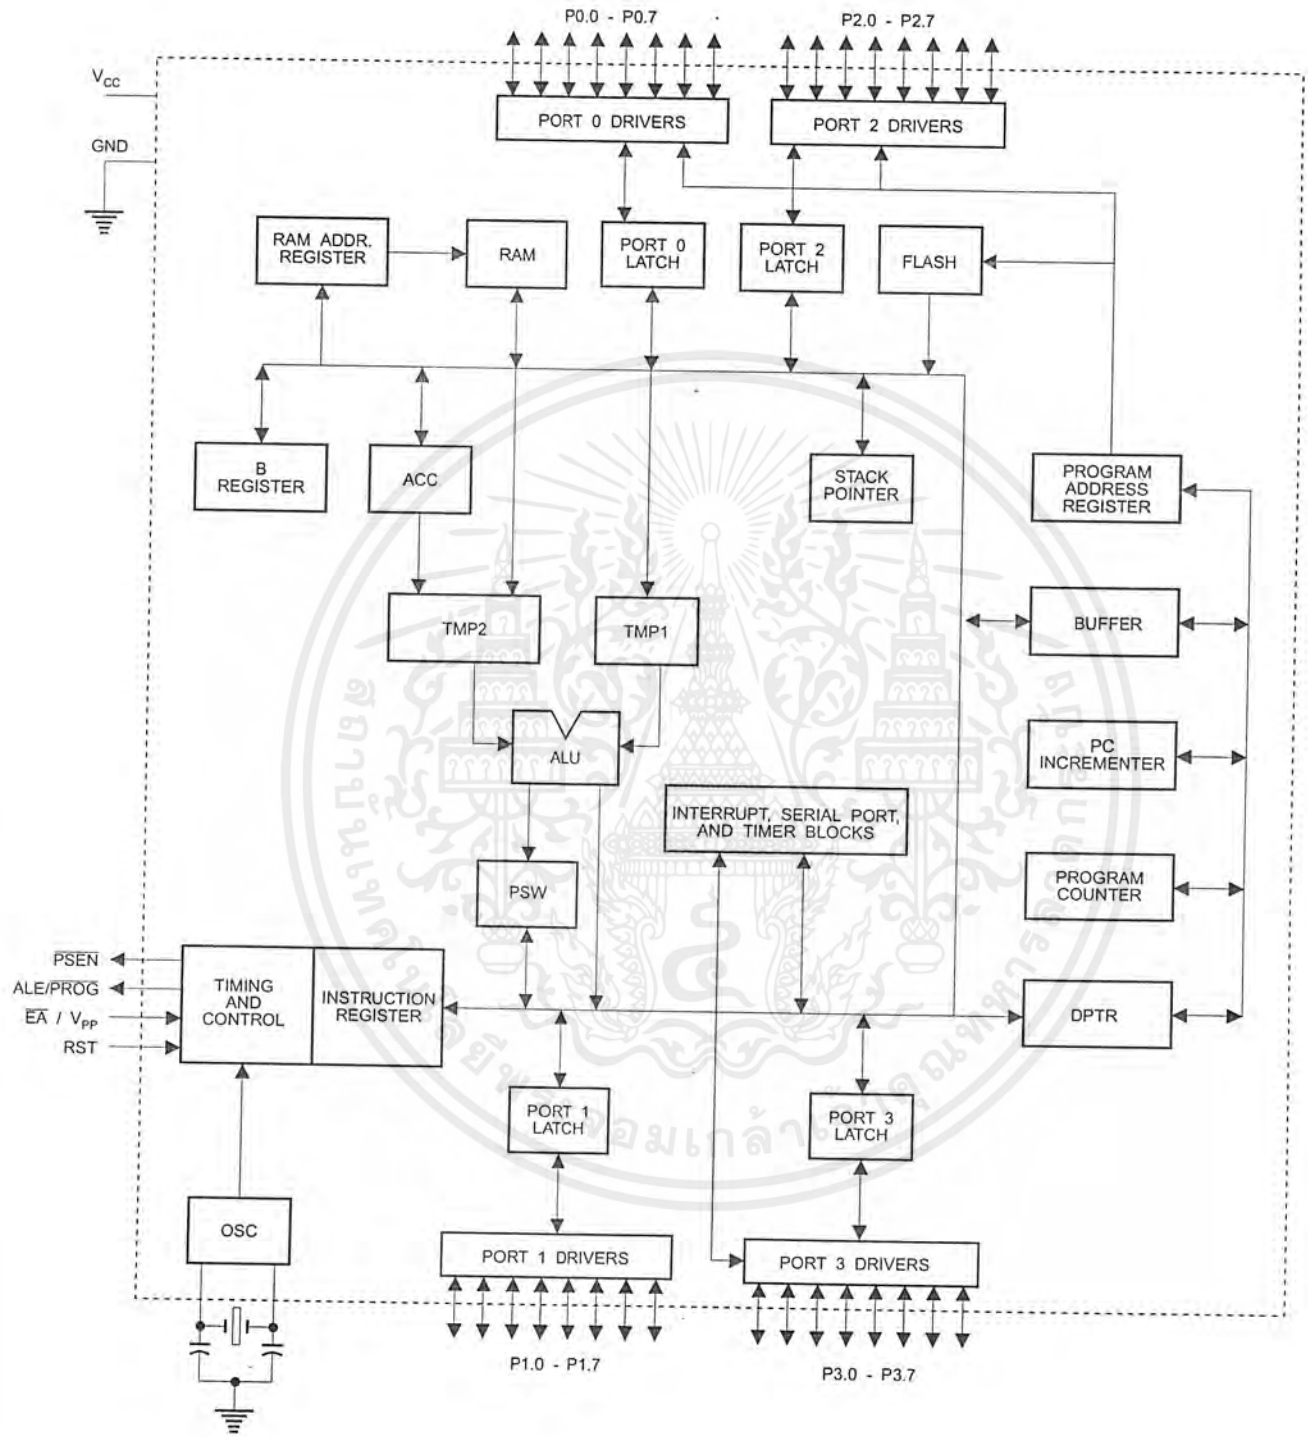 P0.0 - P0.7
P2.0 - P2.7
VCC
GND
PORT 0 DRIVERS
PORT 2 DRIVERS
RAM ADDR.
REGISTER
RAM
PORT 0
LATCH
PORT 2
LATCH
FLASH
B
REGISTER
ACC
STACK
POINTER
PROGRAM
ADDRESS
REGISTER
TMP2
TMP1
BUFFER
ALU
PC
INCREMENTER
INTERRUPT, SERIAL PORT,
AND TIMER BLOCKS
PSW
PROGRAM
COUNTER
PSEN
ALE/PROG
EA / VPP
RST
TIMING
AND
CONTROL
INSTRUCTION
REGISTER
DPTR
PORT 1
LATCH
PORT 3
LATCH
OSC
PORT 1 DRIVERS
PORT 3 DRIVERS
P1.0 - P1.7
P3.0 - P3.7